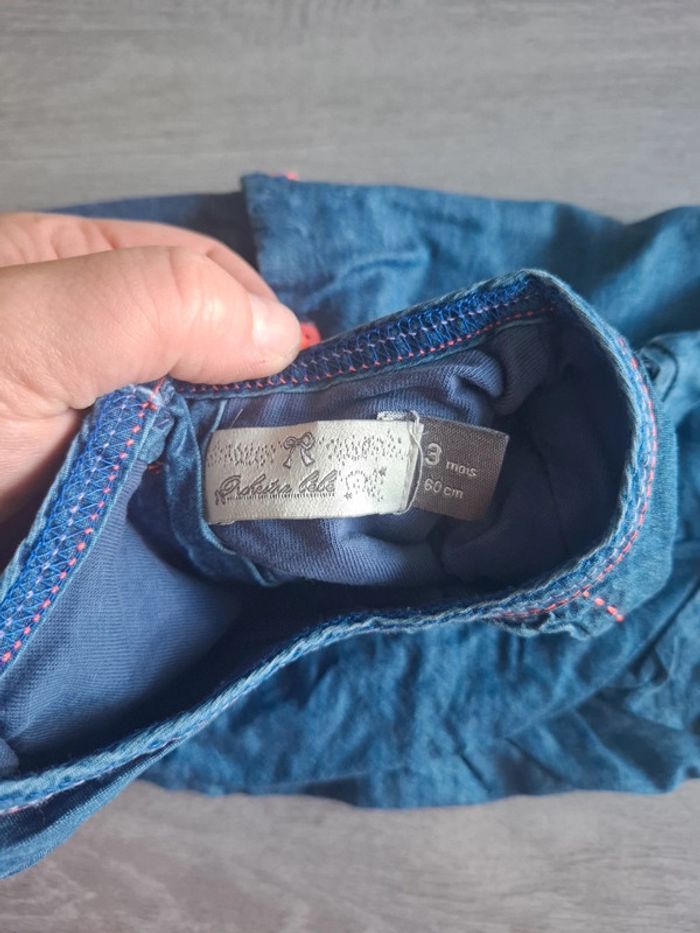 Orchestra bébé
3 mois
60 cm